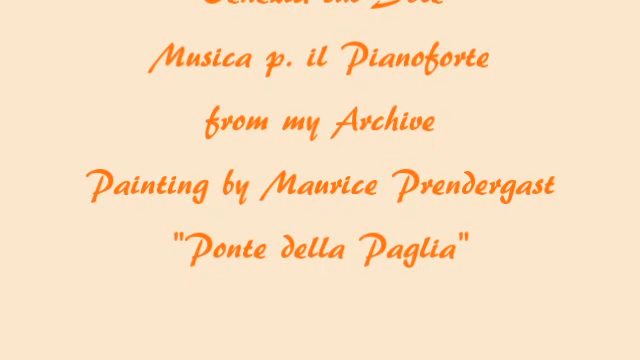 Musica p. il Pianoforte
from my Archive
Painting by Maurice Prendergast
"Ponte della Paglia"